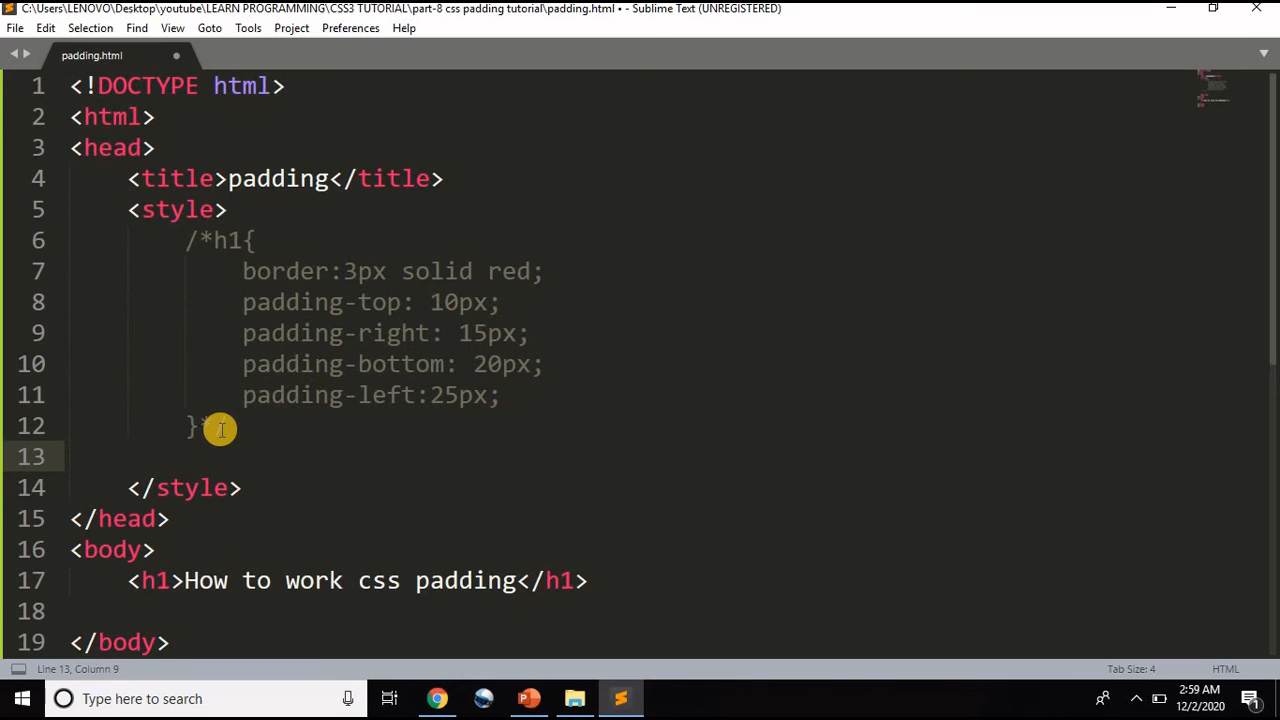 C:\Users\LENOVO\Desktop\youtube\LEARN PROGRAMMING\CSS3 TUTORIAL\part-8 css padding tutorial\padding.html • - Sublime Text (UNREGISTERED)
File Edit Selection Find View Goto Tools Project Preferences Help
padding.html
1 <!DOCTYPE html>
2 <html>
3 <head>
4 <title>padding</title>
5 <style>
6 /*h1{
7 border:3px solid red;
8 padding-top: 10px;
9 padding-right: 15px;
10 padding-bottom: 20px;
11 padding-left:25px;
12 }*/
13
14 </style>
15 </head>
16 <body>
17 <h1>How to work css padding</h1>
18
19 </body>
Line 13, Column 9 Tab Size: 4 HTML
Type here to search 2:59 AM
12/2/2020 1